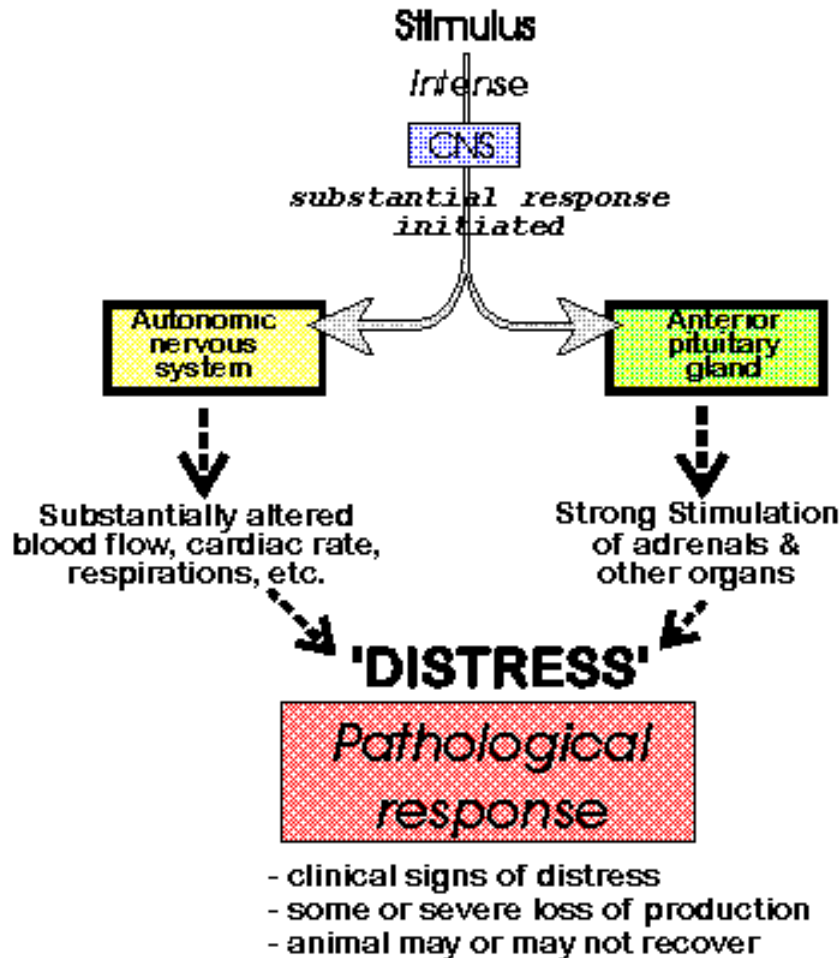 Stimulus
Intense
CNS
substantial response
initiated
Autonomic
nervous
system
Anterior
pituitary
gland
Substantially altered
blood flow, cardiac rate,
respirations, etc.
Strong Stimulation
of adrenals &
other organs
'DISTRESS'
Pathological
response
- clinical signs of distress
- some or severe loss of production
- animal may or may not recover